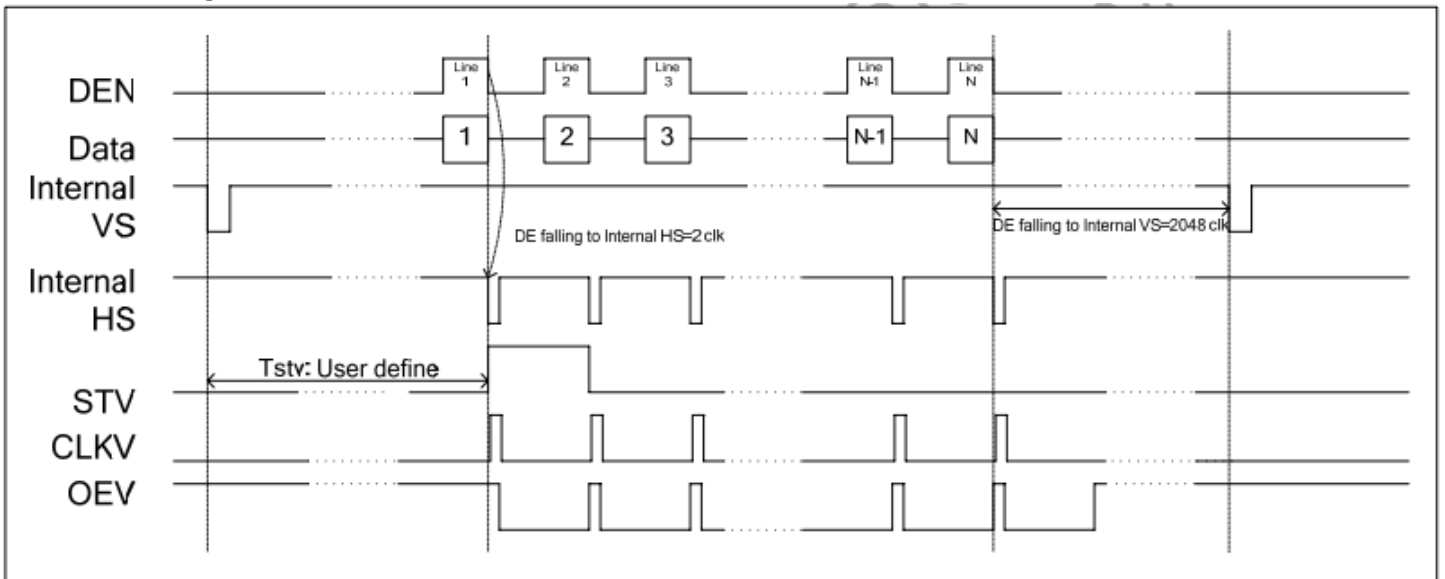 DEN
Line 1
Line 2
Line 3
Line N-1
Line N
Data
1
2
3
N-1
N
Internal VS
DE falling to Internal HS=2 clk
DE falling to Internal VS=2048 clk
Internal HS
Tstv: User define
STV
CLKV
OEV